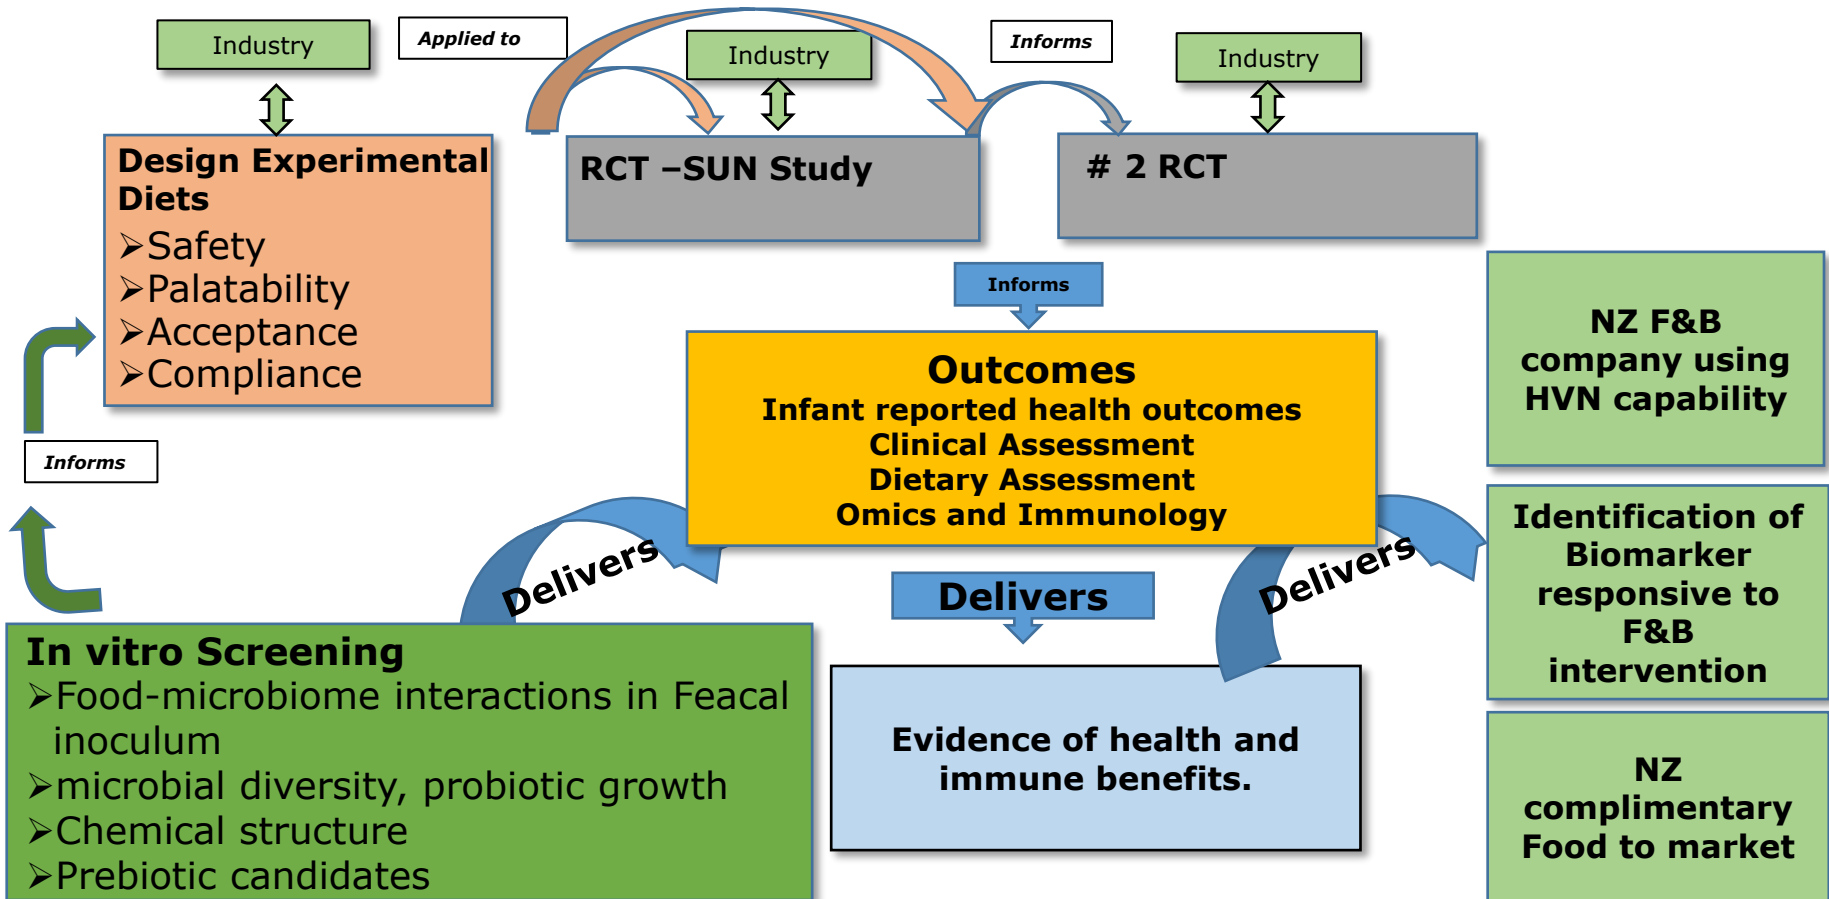 Industry
Applied to
Industry
Informs
Industry
Design Experimental
Diets
➢Safety
➢Palatability
➢Acceptance
➢Compliance
RCT –SUN Study
# 2 RCT
Informs
Informs
Outcomes
Infant reported health outcomes
Clinical Assessment
Dietary Assessment
Omics and Immunology
Delivers
Delivers
Delivers
In vitro Screening
➢Food-microbiome interactions in Feacal
inoculum
➢microbial diversity, probiotic growth
➢Chemical structure
➢Prebiotic candidates
Evidence of health and
immune benefits.
NZ F&B
company using
HVN capability
Identification of
Biomarker
responsive to
F&B
intervention
NZ
complimentary
Food to market